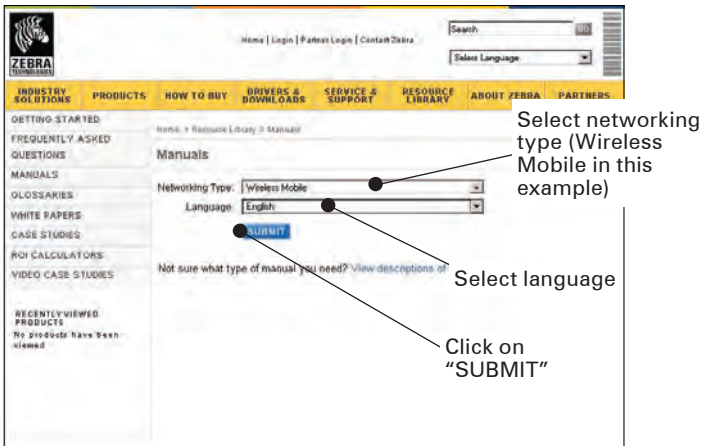 ZEBRA
TECHNOLOGIES
Home | Login | Partner Login | Contact Zebra
Search
GO
Select Language
INDUSTRY
SOLUTIONS
PRODUCTS
HOW TO BUY
DRIVERS &
DOWNLOADS
SERVICE &
SUPPORT
RESOURCE
LIBRARY
ABOUT ZEBRA
PARTNERS
GETTING STARTED
FREQUENTLY ASKED
QUESTIONS
MANUALS
GLOSSARIES
WHITE PAPERS
CASE STUDIES
ROI CALCULATORS
VIDEO CASE STUDIES
RECENTLY VIEWED
PRODUCTS
No products have been
viewed
Home > Resource Library > Manuals
Manuals
Networking Type: Wireless Mobile
Language: English
SUBMIT
Not sure what type of manual you need? View descriptions of
Select networking
type (Wireless
Mobile in this
example)
Select language
Click on
“SUBMIT”